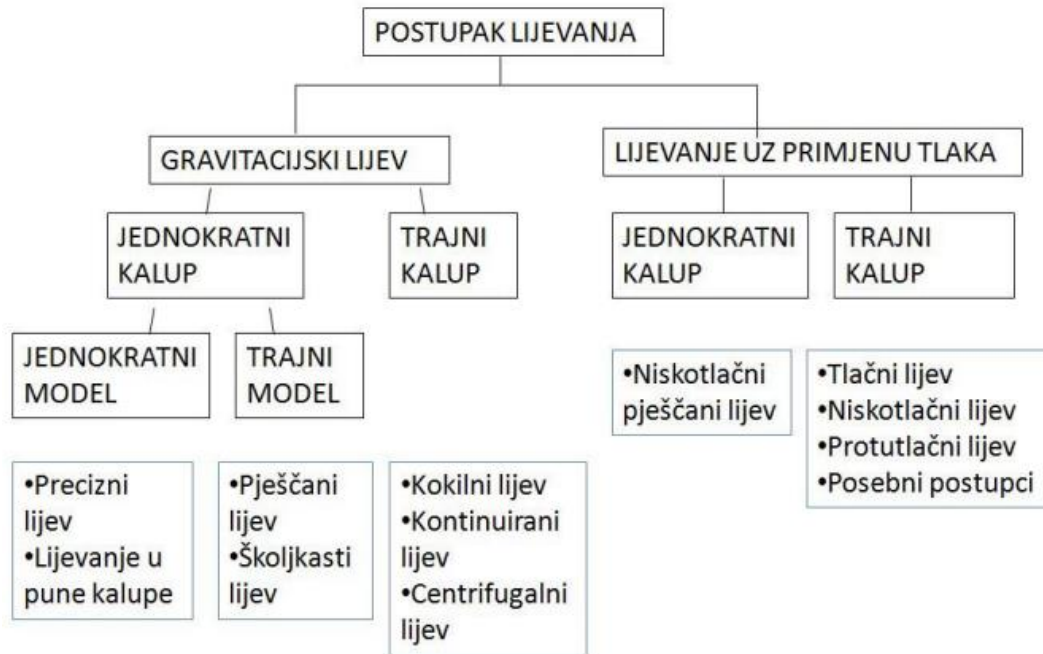 POSTUPAK LIJEVANJA
GRAVITACIJSKI LIJEV
LIJEVANJE UZ PRIMJENU TLAKA
JEDNOKRATNI
KALUP
TRAJNI
KALUP
JEDNOKRATNI
KALUP
TRAJNI
KALUP
JEDNOKRATNI
MODEL
TRAJNI
MODEL
•Niskotlačni
pješčani lijev
•Tlačni lijev
•Niskotlačni lijev
•Protutlačni lijev
•Posebni postupci
•Precizni
lijev
•Lijevanje u
pune kalupe
•Pješčani
lijev
•Školjkasti
lijev
•Kokilni lijev
•Kontinuirani
lijev
•Centrifugalni
lijev